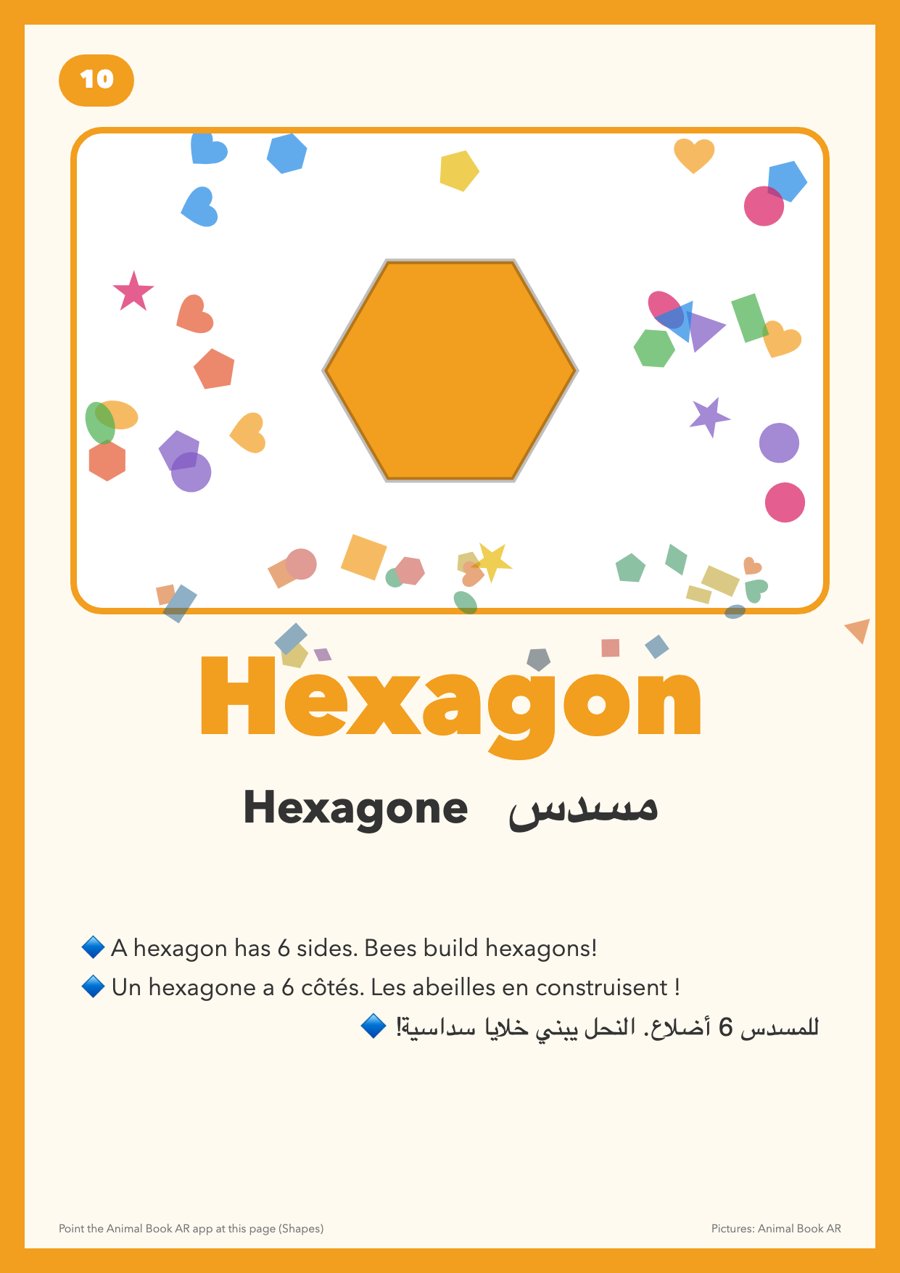 10
Hexagon
Hexagone مسدس
🔷 A hexagon has 6 sides. Bees build hexagons!
🔷 Un hexagone a 6 côtés. Les abeilles en construisent !
للمسدس 6 أضلاع. النحل يبني خلايا سداسية! 🔷
Point the Animal Book AR app at this page (Shapes)
Pictures: Animal Book AR